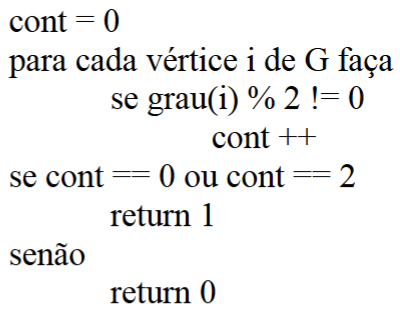 cont = 0
para cada vértice i de G faça
se grau(i) % 2 != 0
cont ++
se cont == 0 ou cont == 2
return 1
senão
return 0